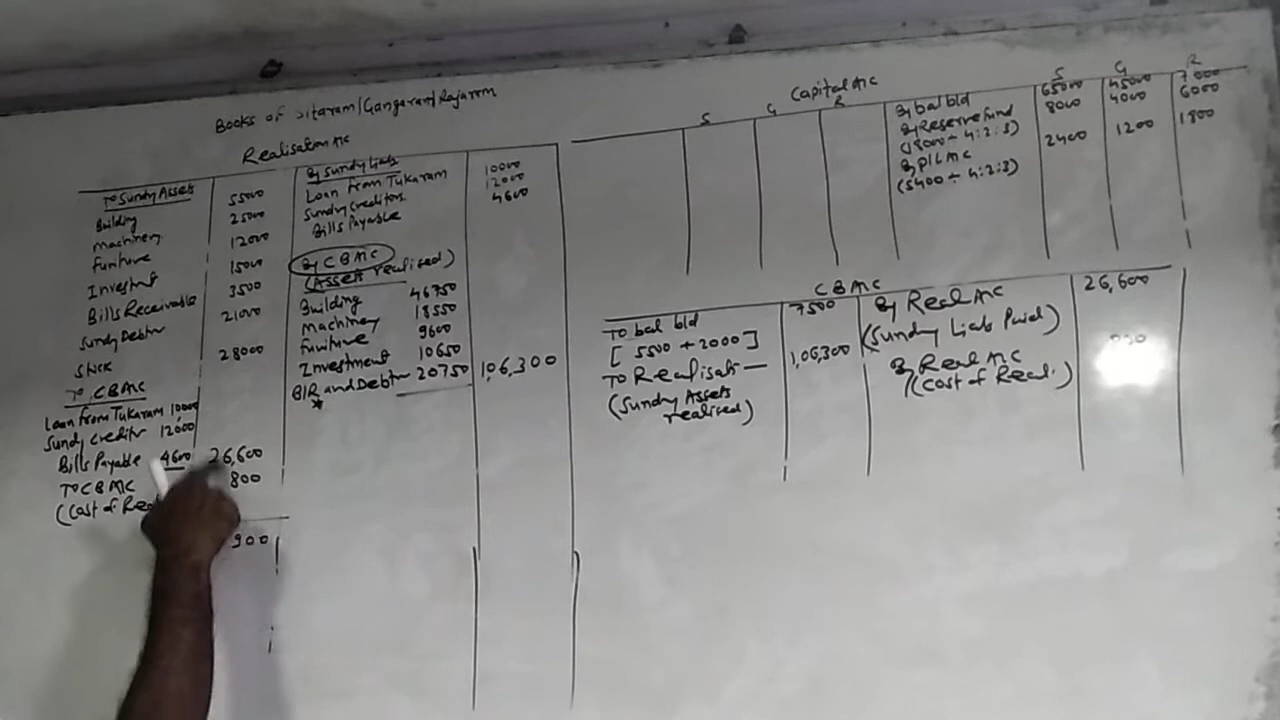 Books of Sitaram/Gangaram/Rajaram
Realisation A/C
To Sundry Assets
Building 55000
Machinery 25000
Furniture 12000
Investment 15000
Bills Receivable 3500
Sundry Debtors 21000
Stock 28000
To CB A/C
Loan from Tukaram 10000
Sundry Creditor 12000
Bills Payable 4600 26,600
To CB A/C 800
(Cost of
900
By Sundry Liabs
Loan from Tukaram 10000
Sundry Creditors 12000
Bills Payable 4600
By CB A/C
(Assets realised)
Building 46750
Machinery 18550
Furniture 9600
Investment 10650
B/R and Debtor 20750 1,06,300
Capital A/C
S G R S G R
By bal b/d 65000 45000 7000
By Reserve Fund 8000 4000 6000
(18000 ÷ 4:2:3)
By P/L A/C 2400 1200 1800
(5400 ÷ 4:2:3)
CB A/C
To bal b/d 7500
[5500 + 2000]
To Realisat 1,06,300
(Sundry Assets
realised)
By Real A/C 26,600
(Sundry Liabs Paid)
By Real A/C
(Cost of Real.)